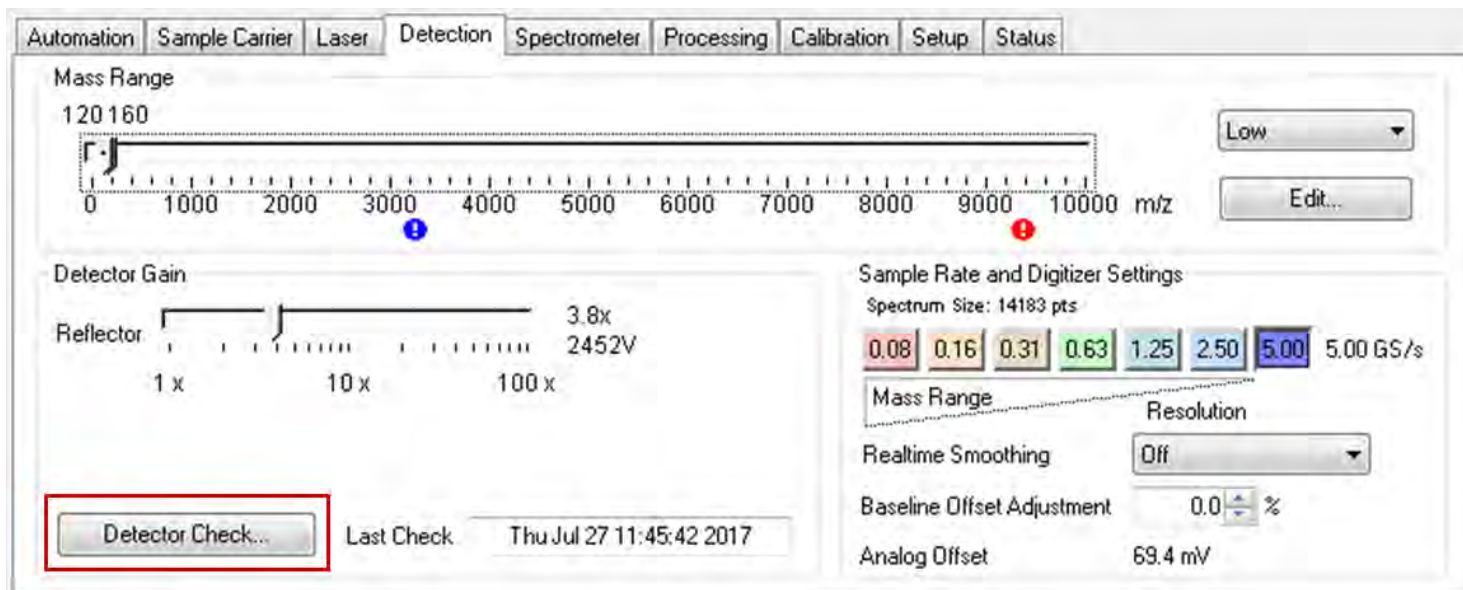 Automation Sample Carrier Laser Detection Spectrometer Processing Calibration Setup Status
Mass Range
120 160
Low
0 1000 2000 3000 4000 5000 6000 7000 8000 9000 10000 m/z
Edit...
Detector Gain
Reflector
3.8x
2452V
1 x 10 x 100 x
Detector Check...
Last Check
Thu Jul 27 11:45:42 2017
Sample Rate and Digitizer Settings
Spectrum Size: 14183 pts
0.08 0.16 0.31 0.63 1.25 2.50 5.00 5.00 GS/s
Mass Range
Resolution
Realtime Smoothing Off
Baseline Offset Adjustment 0.0 %
Analog Offset 69.4 mV